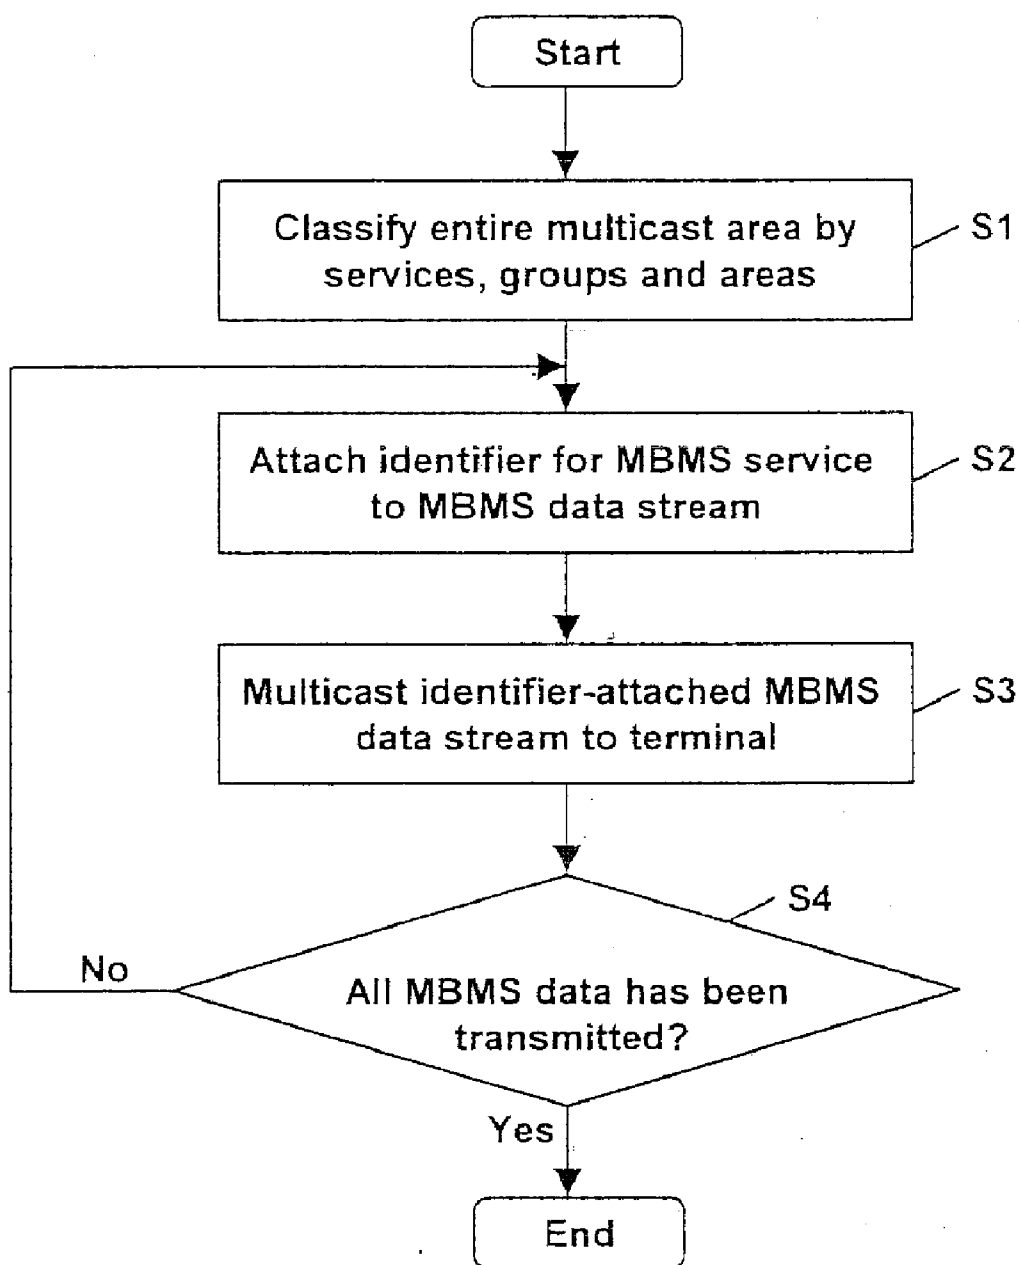 Start
Classify entire multicast area by
services, groups and areas
S1
Attach identifier for MBMS service
to MBMS data stream
S2
Multicast identifier-attached MBMS
data stream to terminal
S3
S4
No
All MBMS data has been
transmitted?
Yes
End